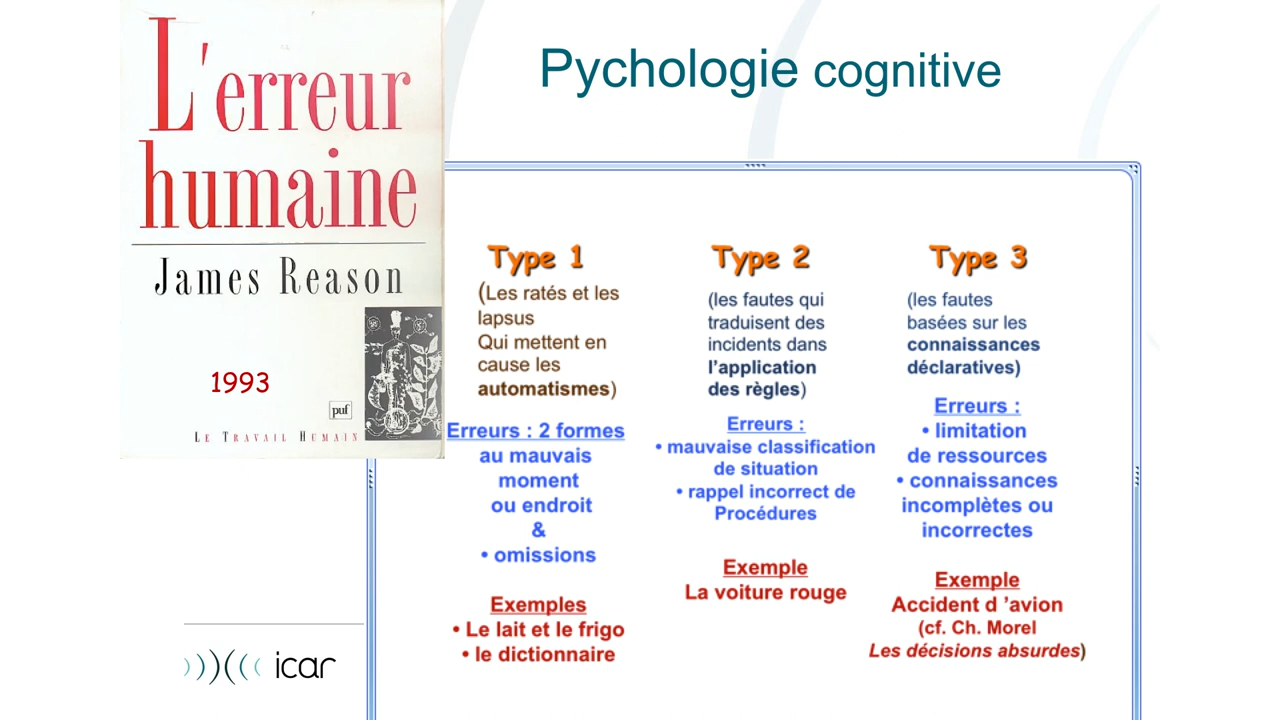 Pychologie cognitive
L'erreur
humaine
James Reason
1993
puf
LE TRAVAIL HUMAIN
Type 1
(Les ratés et les
lapsus
Qui mettent en
cause les
automatismes)
Erreurs : 2 formes
au mauvais
moment
ou endroit
&
• omissions
Exemples
• Le lait et le frigo
• le dictionnaire
Type 2
(les fautes qui
traduisent des
incidents dans
l'application
des règles)
Erreurs :
• mauvaise classification
de situation
• rappel incorrect de
Procédures
Exemple
La voiture rouge
Type 3
(les fautes
basées sur les
connaissances
déclaratives)
Erreurs :
• limitation
de ressources
• connaissances
incomplètes ou
incorrectes
Exemple
Accident d 'avion
(cf. Ch. Morel
Les décisions absurdes)
icar